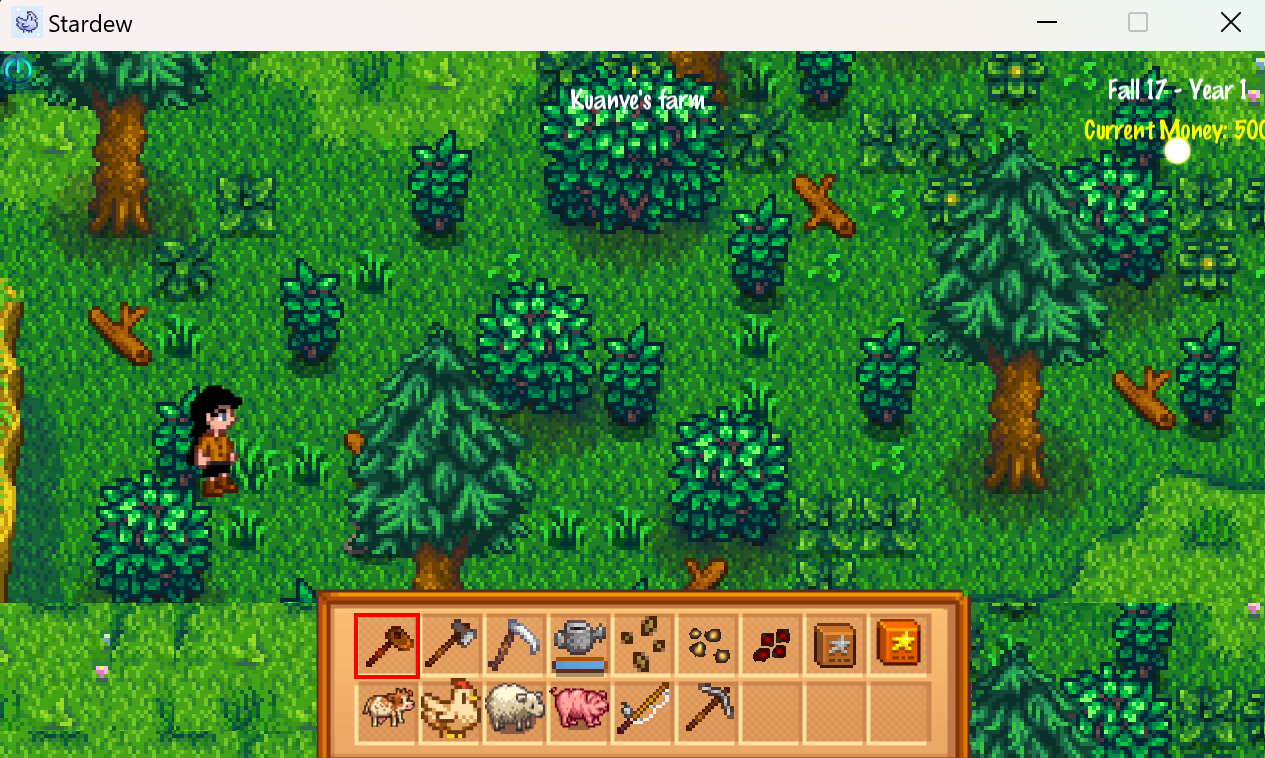 Stardew
Kuanye's farm
Fall 17 - Year 1
Current Money: 500